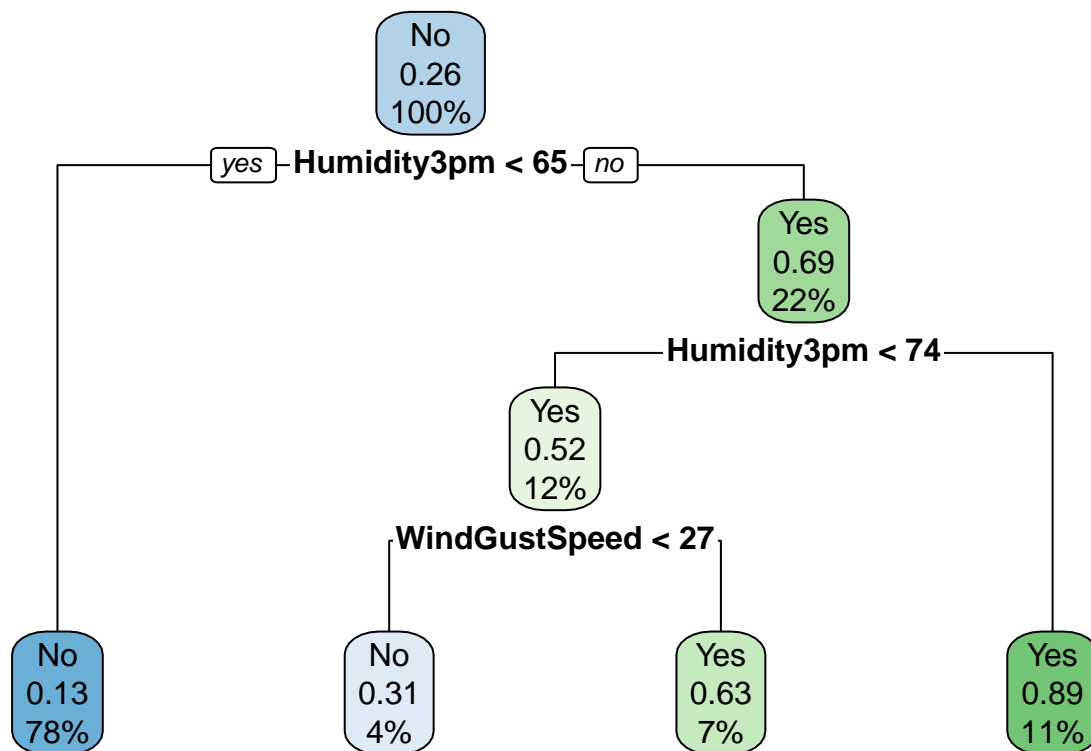 No
0.26
100%
yes Humidity3pm < 65 no
Yes
0.69
22%
Humidity3pm < 74
Yes
0.52
12%
WindGustSpeed < 27
No
0.13
78%
No
0.31
4%
Yes
0.63
7%
Yes
0.89
11%